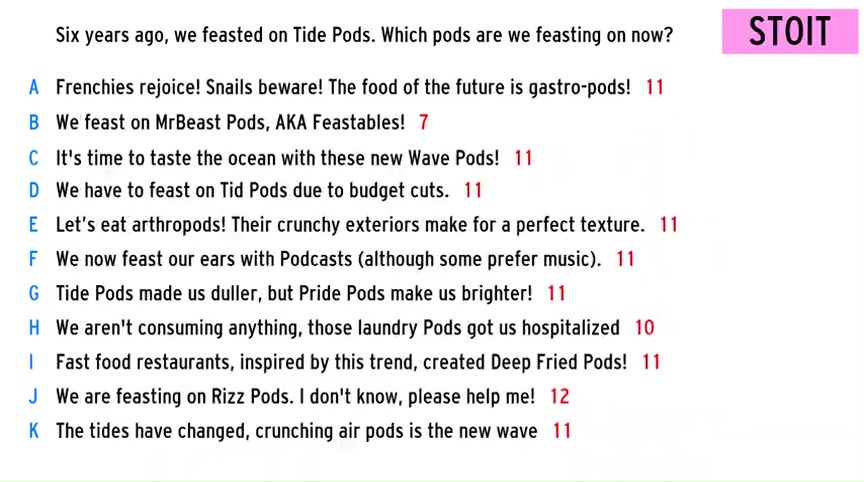 Six years ago, we feasted on Tide Pods. Which pods are we feasting on now?
STOIT
A Frenchies rejoice! Snails beware! The food of the future is gastro-pods! 11
B We feast on MrBeast Pods, AKA Feastables! 7
C It's time to taste the ocean with these new Wave Pods! 11
D We have to feast on Tid Pods due to budget cuts. 11
E Let's eat arthropods! Their crunchy exteriors make for a perfect texture. 11
F We now feast our ears with Podcasts (although some prefer music). 11
G Tide Pods made us duller, but Pride Pods make us brighter! 11
H We aren't consuming anything, those laundry Pods got us hospitalized 10
I Fast food restaurants, inspired by this trend, created Deep Fried Pods! 11
J We are feasting on Rizz Pods. I don't know, please help me! 12
K The tides have changed, crunching air pods is the new wave 11